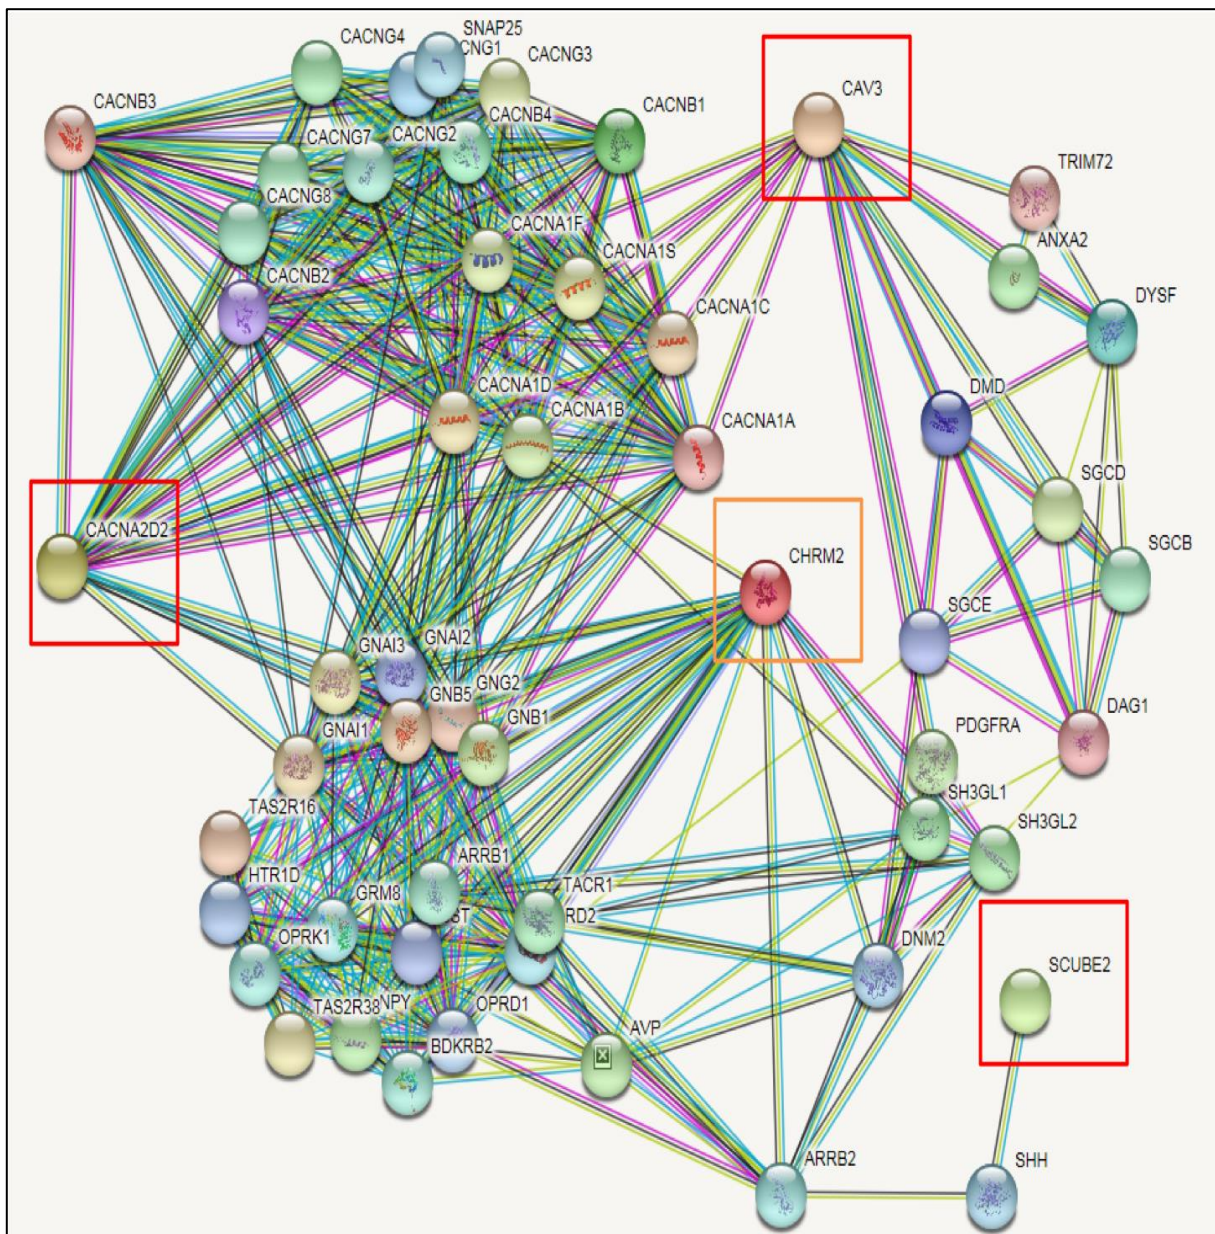 SNAP25
CACNG4
CNG1
CACNG3
CACNB3
CACNB4
CACNB1
CAV3
CACNG7
CACNG2
TRIM72
CACNG8
CACNA1F
CACNA1S
ANXA2
CACNB2
CACNA1C
DYSF
CACNA1D
CACNA1B
CACNA1A
DMD
SGCD
CACNA2D2
CHRM2
SGCB
SGCE
GNAI3
GNAI2
GNB5
GNG2
GNB1
GNAI1
DAG1
PDGFRA
SH3GL1
SH3GL2
TAS2R16
ARRB1
TACR1
HTR1D
GRM8
ST
RD2
OPRK1
DNM2
SCUBE2
TAS2R38
NPY
OPRD1
AVP
X
BDKRB2
ARRB2
SHH